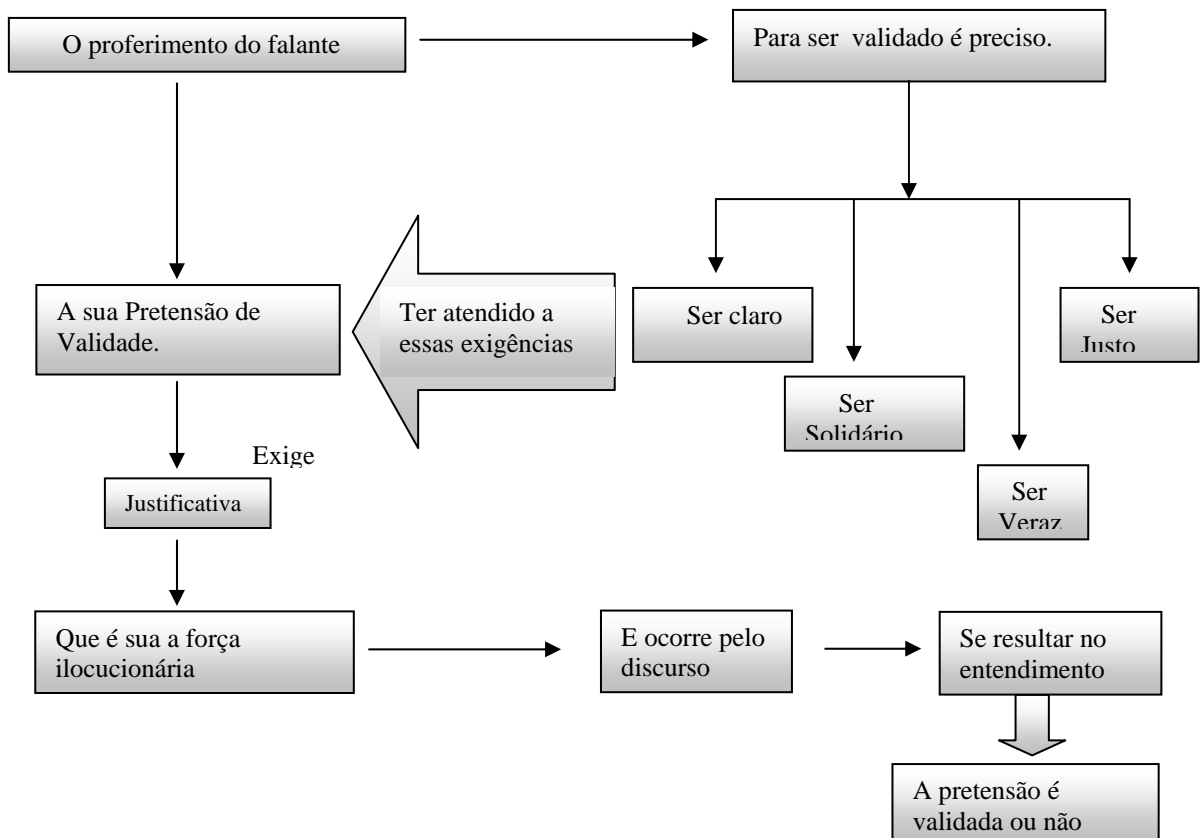 O proferimento do falante
Para ser validado é preciso.
A sua Pretensão de
Validade.
Ter atendido a
essas exigências
Ser claro
Ser
Justo
Ser
Solidário
Ser
Veraz
Exige
Justificativa
Que é sua a força
ilocucionária
E ocorre pelo
discurso
Se resultar no
entendimento
A pretensão é
validada ou não